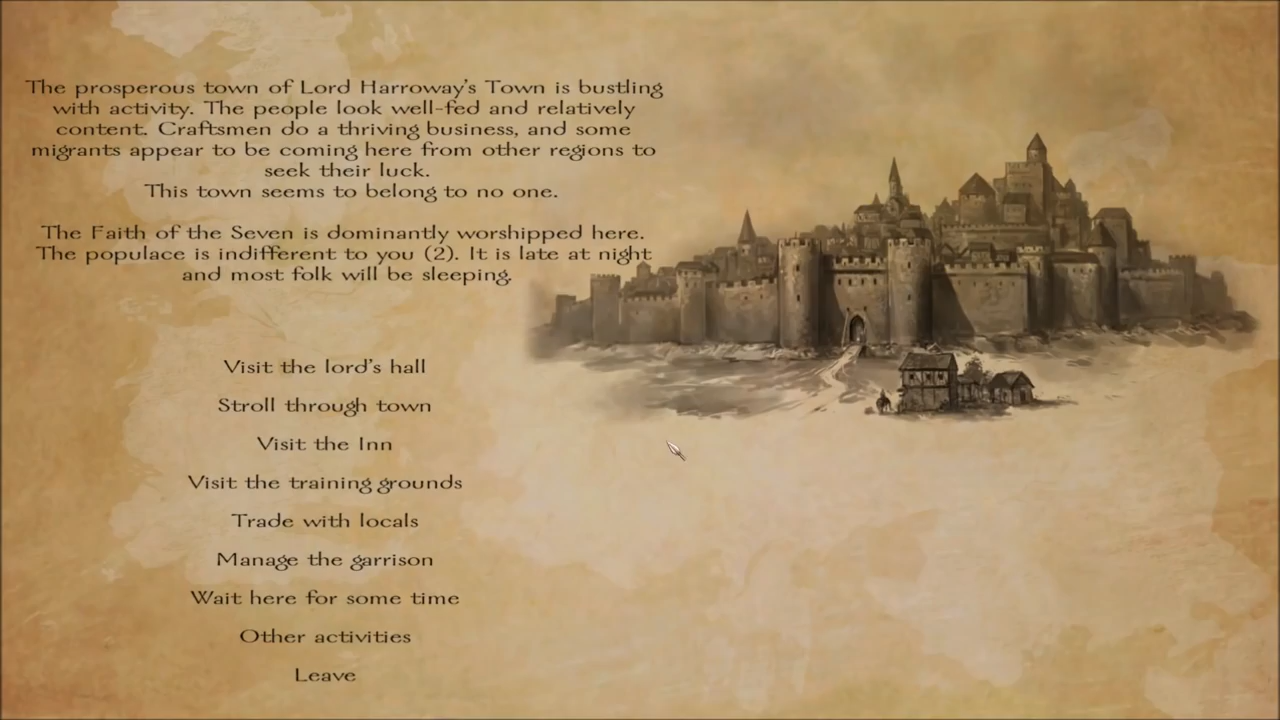 The prosperous town of Lord Harroway's Town is bustling
with activity. The people look well-fed and relatively
content. Craftsmen do a thriving business, and some
migrants appear to be coming here from other regions to
seek their luck.
This town seems to belong to no one.
The Faith of the Seven is dominantly worshipped here.
The populace is indifferent to you (2). It is late at night
and most folk will be sleeping.
Visit the lord's hall
Stroll through town
Visit the Inn
Visit the training grounds
Trade with locals
Manage the garrison
Wait here for some time
Other activities
Leave